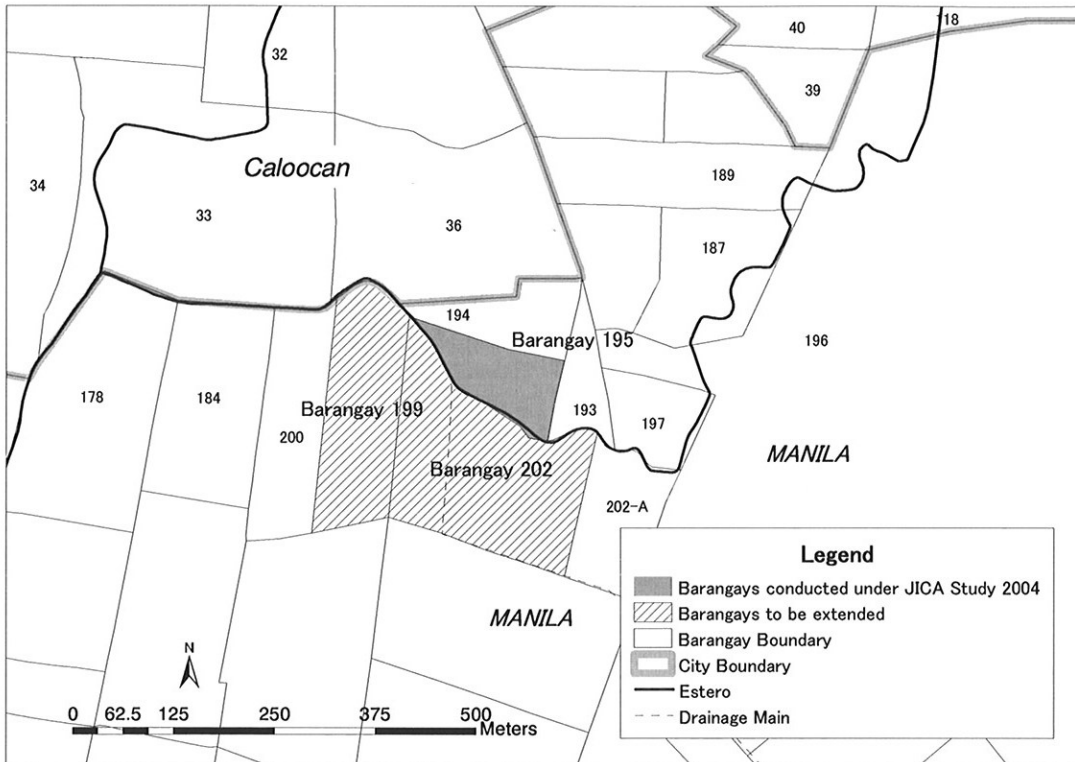 40
118
32
39
Caloocan
189
34
33
36
187
194
Barangay 195
196
178
184
Barangay 199
193
200
197
MANILA
Barangay 202
202-A
Legend
Barangays conducted under JICA Study 2004
Barangays to be extended
MANILA
Barangay Boundary
N
City Boundary
Estero
0 62.5 125 250 375 500
Meters
Drainage Main